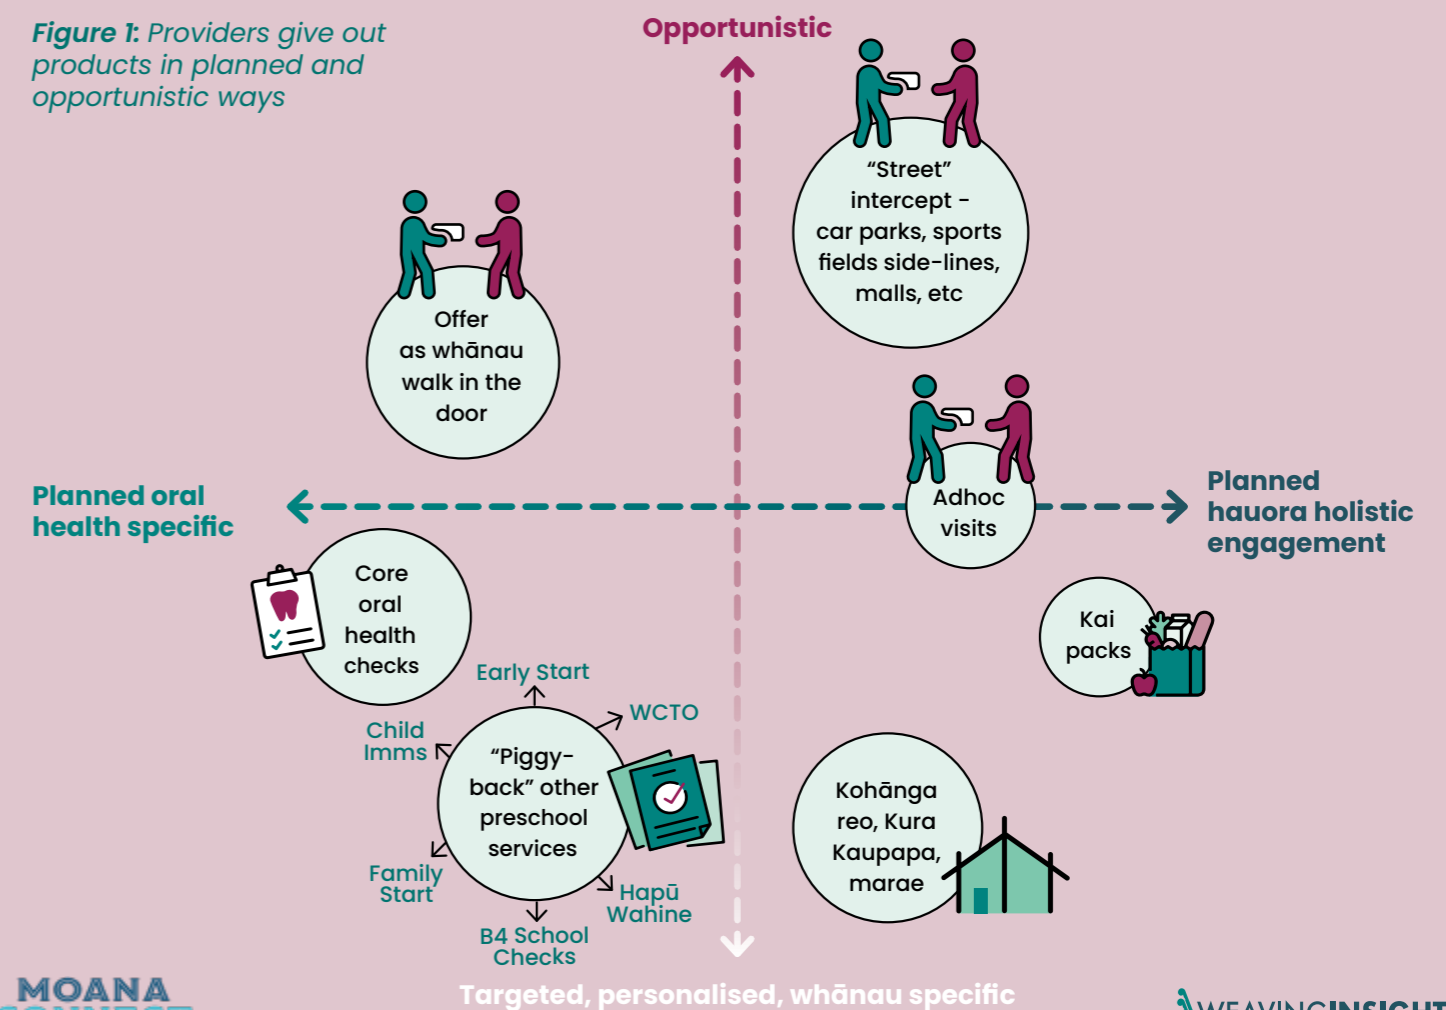 Figure 1: Providers give out
products in planned and
opportunistic ways
Opportunistic
“Street”
intercept -
car parks, sports
fields side-lines,
malls, etc
Offer
as whānau
walk in the
door
Adhoc
visits
Planned oral
health specific
Planned
hauora holistic
engagement
Core
oral
health
checks
Kai
packs
“Piggy-
back” other
preschool
services
Early Start
WCTO
Child
Imms
Family
Start
Hapū
Wahine
B4 School
Checks
Kohānga
reo, Kura
Kaupapa,
marae
Targeted, personalised, whānau specific
MOANA
CONNECT
WEAVINGINSIGHT